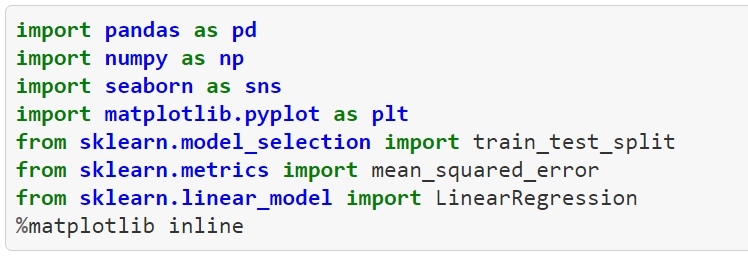 import pandas as pd
import numpy as np
import seaborn as sns
import matplotlib.pyplot as plt
from sklearn.model_selection import train_test_split
from sklearn.metrics import mean_squared_error
from sklearn.linear_model import LinearRegression
%matplotlib inline